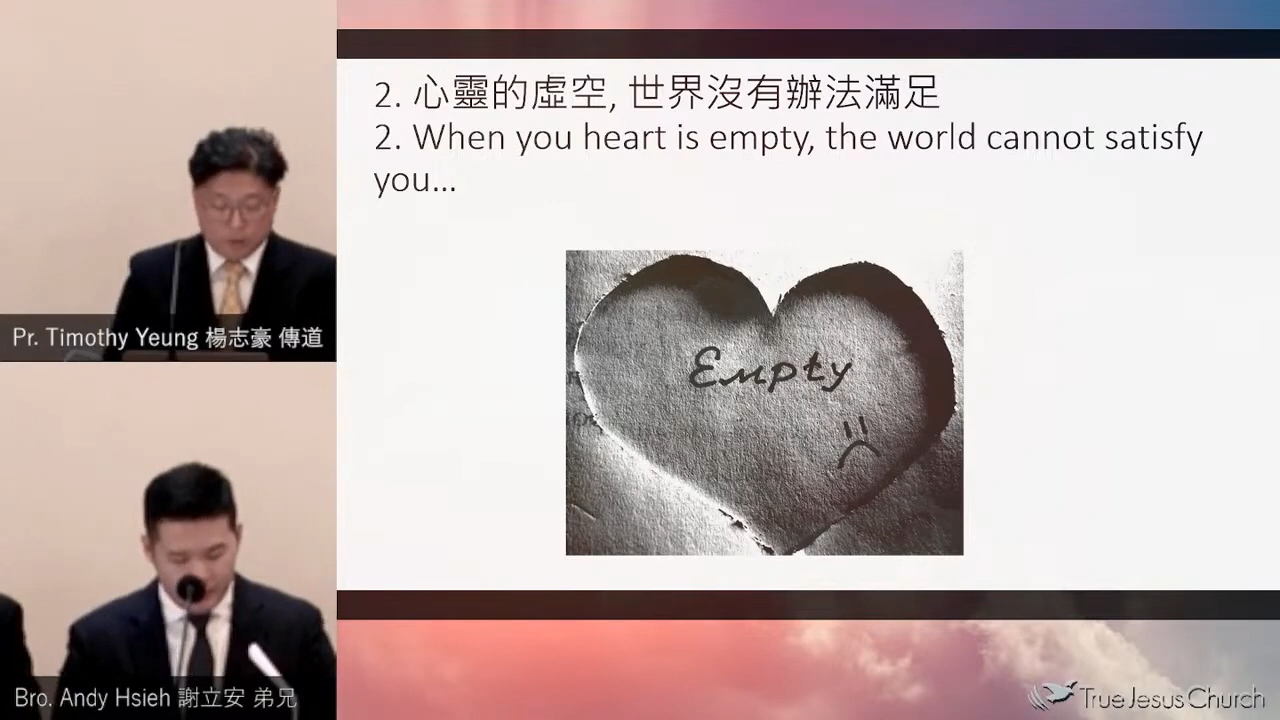 2. 心靈的虛空, 世界沒有辦法滿足
2. When you heart is empty, the world cannot satisfy
you...
Empty
Pr. Timothy Yeung 楊志豪 傳道
Bro. Andy Hsieh 謝立安 弟兄
True Jesus Church